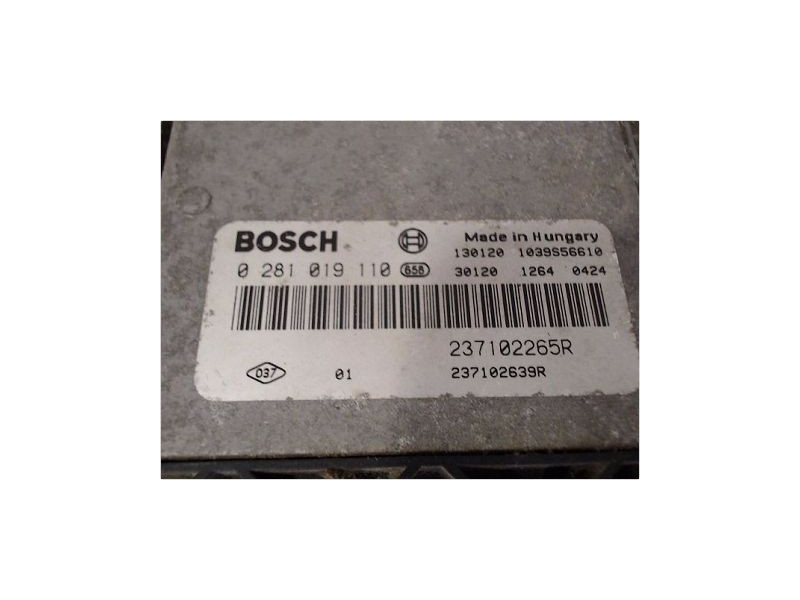 BOSCH Made in Hungary
130120 1039S56610
0 281 019 110 658 30120 1264 0424
237102265R
037 01 237102639R